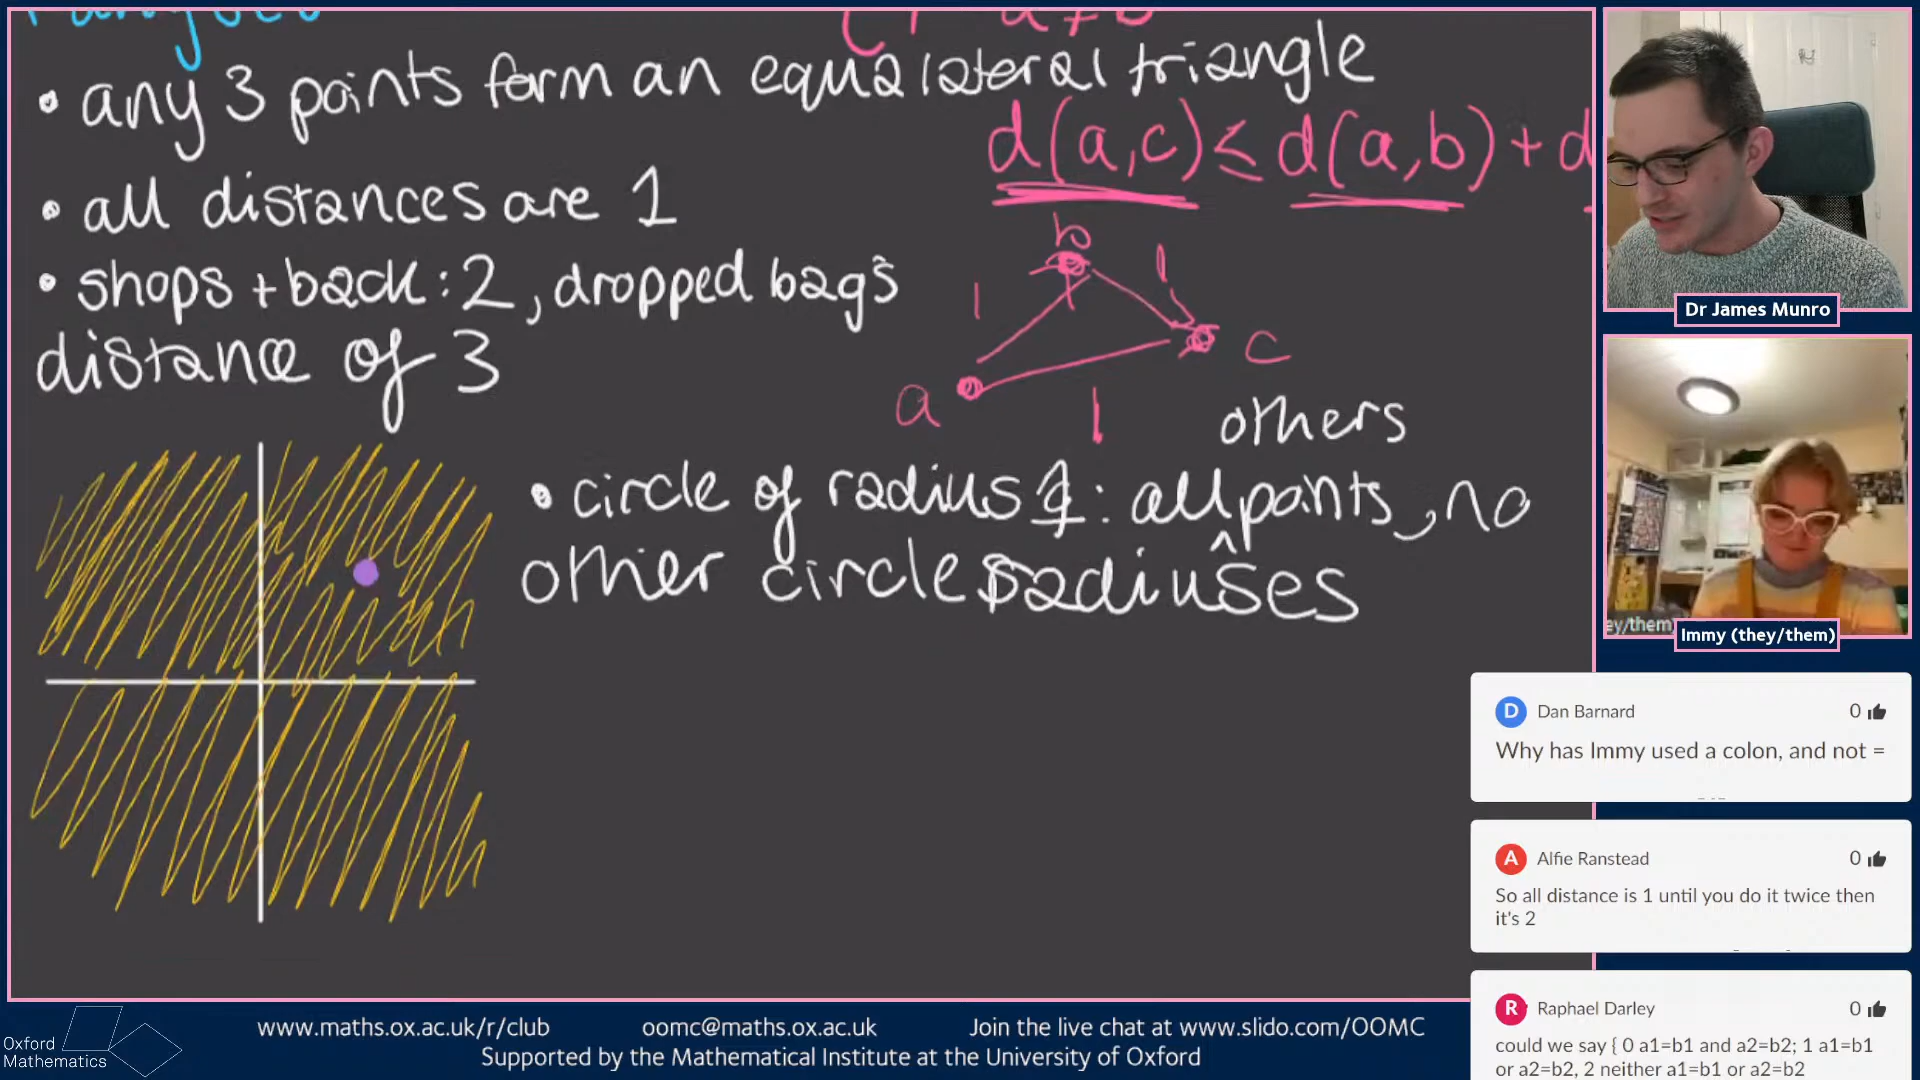 • any 3 points form an equalateral triangle
d(a,c) ≤ d(a,b) + d
• all distances are 1
• shops + back : 2, dropped bags
distance of 3
b
1
1
a
c
1
others
• circle of radius 1: all ^ points, no
other circle radiuses
Dr James Munro
ey/them)
Immy (they/them)
D Dan Barnard 0
Why has Immy used a colon, and not =
A Alfie Ranstead 0
So all distance is 1 until you do it twice then
it's 2
R Raphael Darley 0
could we say { 0 a1=b1 and a2=b2; 1 a1=b1
or a2=b2, 2 neither a1=b1 or a2=b2
Oxford
Mathematics
www.maths.ox.ac.uk/r/club oomc@maths.ox.ac.uk Join the live chat at www.slido.com/OOMC
Supported by the Mathematical Institute at the University of Oxford